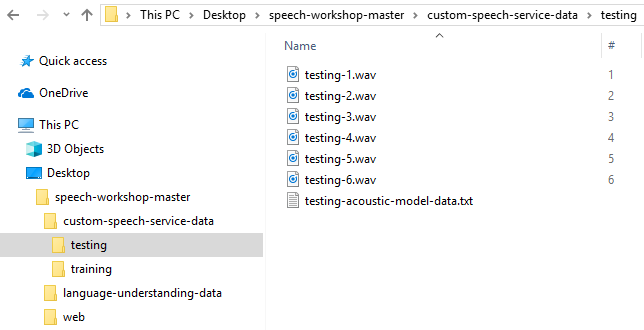 This PC > Desktop > speech-workshop-master > custom-speech-service-data > testing
Name #
Quick access
OneDrive
This PC
3D Objects
Desktop
speech-workshop-master
custom-speech-service-data
testing
training
language-understanding-data
web
testing-1.wav 1
testing-2.wav 2
testing-3.wav 3
testing-4.wav 4
testing-5.wav 5
testing-6.wav 6
testing-acoustic-model-data.txt